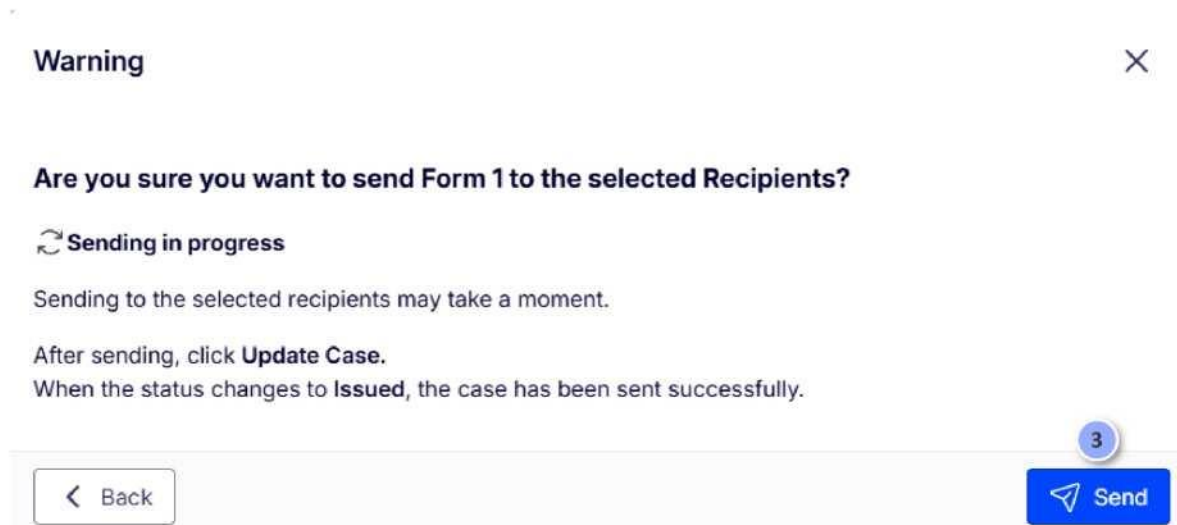 Warning
Are you sure you want to send Form 1 to the selected Recipients?
Sending in progress
Sending to the selected recipients may take a moment.
After sending, click Update Case.
When the status changes to Issued, the case has been sent successfully.
3
Back
Send